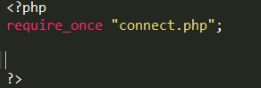 <?php
require_once "connect.php";
?>